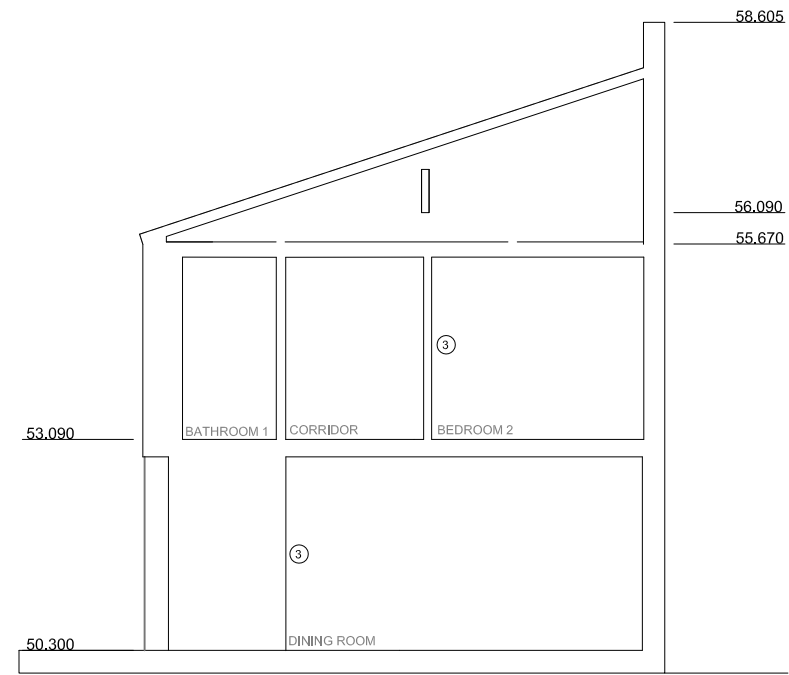 58.605
56.090
55.670
3
BATHROOM 1
CORRIDOR
BEDROOM 2
53.090
3
DINING ROOM
50.300